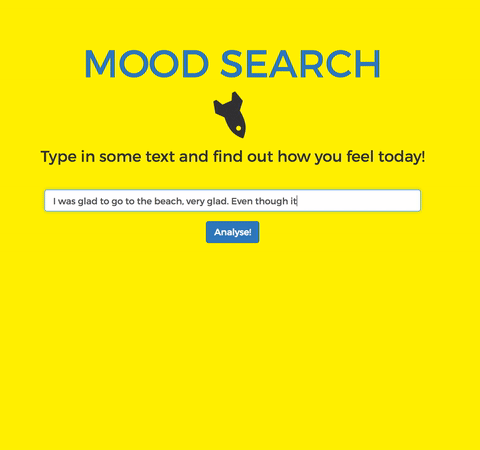 MOOD SEARCH
Type in some text and find out how you feel today!
I was glad to go to the beach, very glad. Even though it
Analyse!